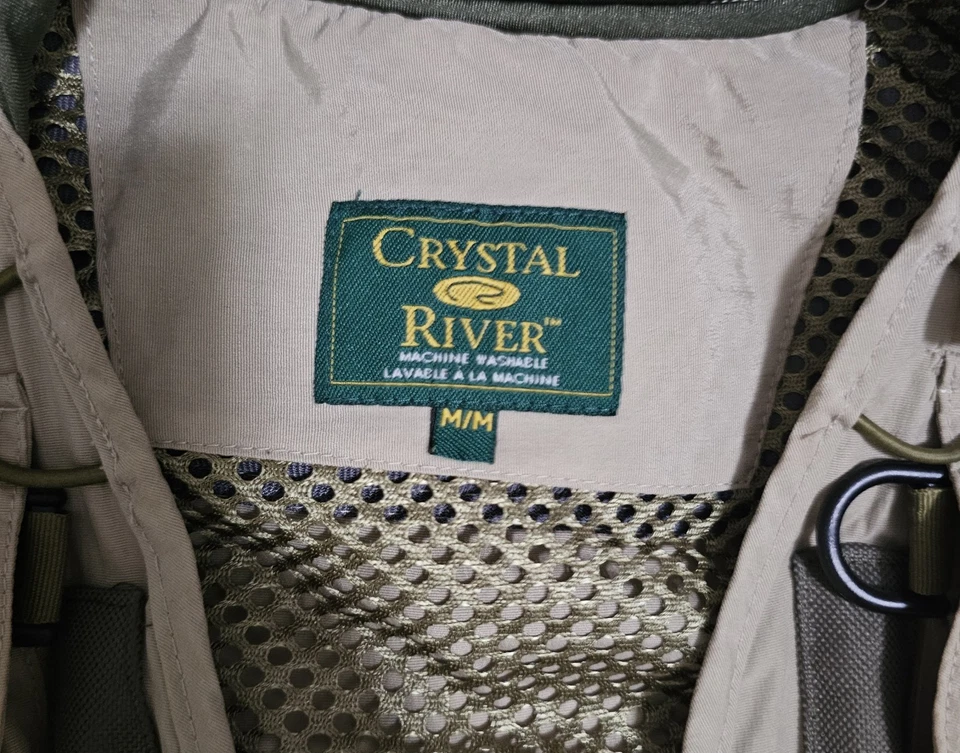 CRYSTAL
RIVER™
MACHINE WASHABLE
LAVABLE A LA MACHINE
M/M